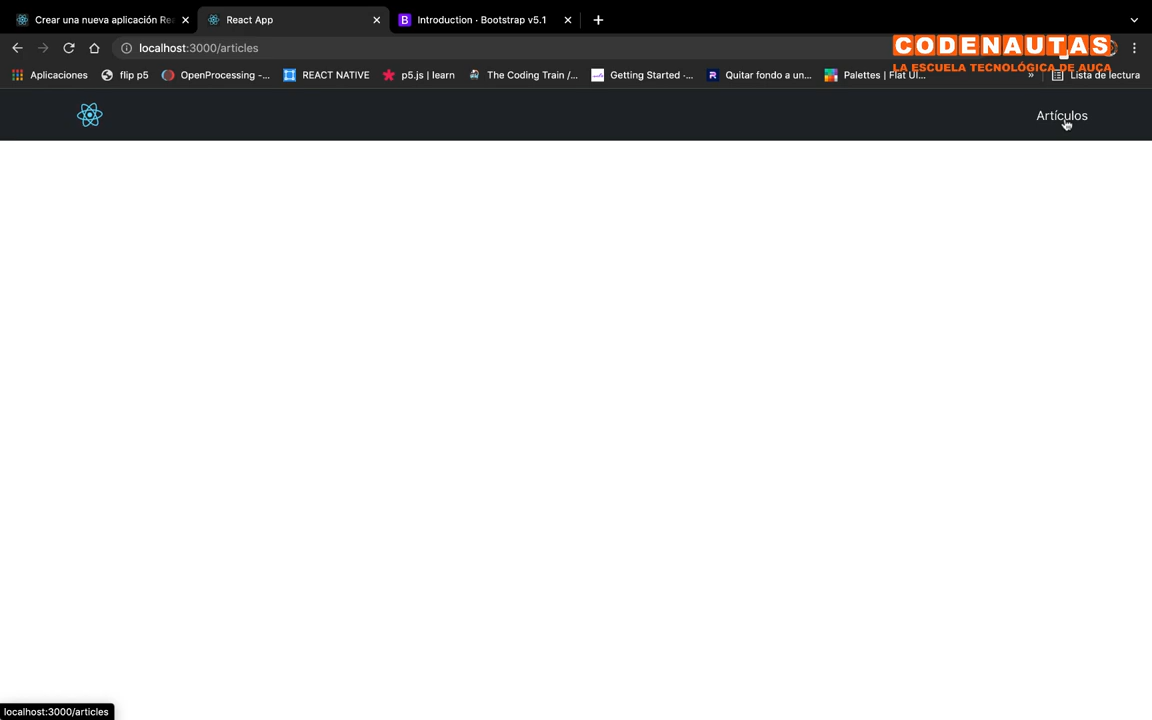 Crear una nueva aplicación Rea
React App
B Introduction · Bootstrap v5.1
localhost:3000/articles
CODENAUTAS
LA ESCUELA TECNOLÓGICA DE AUCA
Aplicaciones
flip p5
OpenProcessing -...
REACT NATIVE
p5.js | learn
The Coding Train /...
Getting Started ·...
R Quitar fondo a un...
Palettes | Flat UI...
»
Lista de lectura
Artículos
localhost:3000/articles